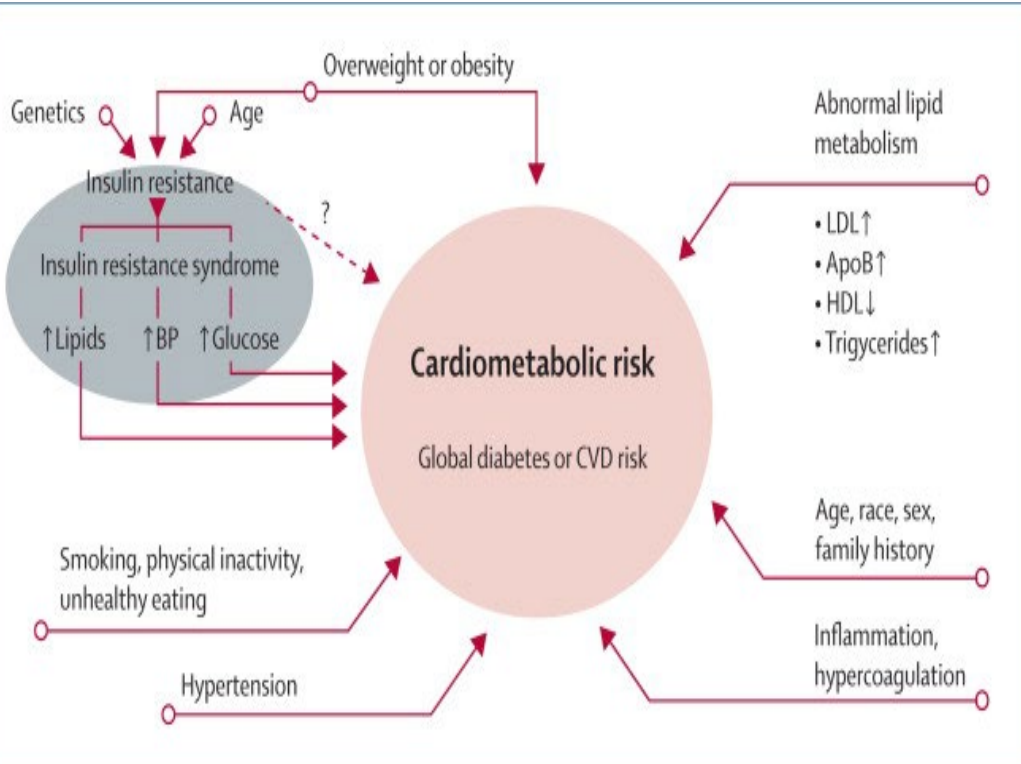 Overweight or obesity
Genetics
Age
Insulin resistance
?
Insulin resistance syndrome
↑Lipids ↑BP ↑Glucose
Abnormal lipid
metabolism
• LDL↑
• ApoB↑
• HDL↓
• Trigycerides↑
Cardiometabolic risk
Global diabetes or CVD risk
Smoking, physical inactivity,
unhealthy eating
Hypertension
Age, race, sex,
family history
Inflammation,
hypercoagulation